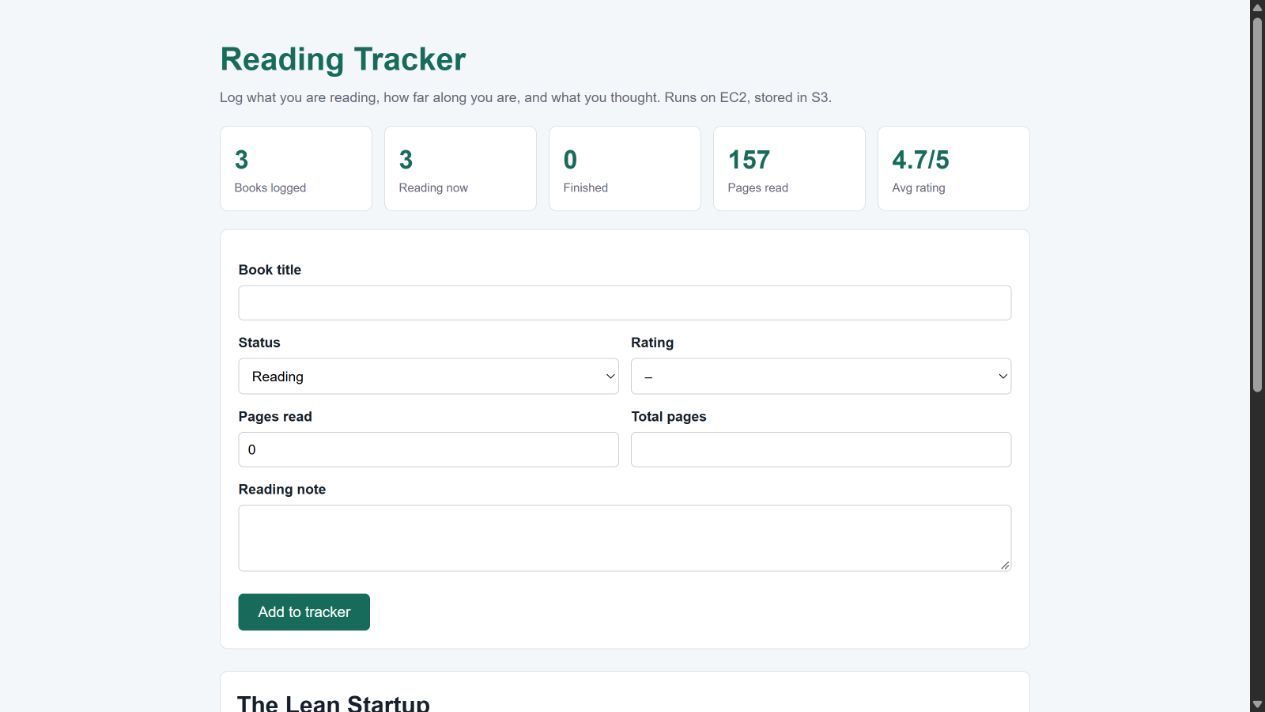 Reading Tracker
Log what you are reading, how far along you are, and what you thought. Runs on EC2, stored in S3.
3
Books logged
3
Reading now
0
Finished
157
Pages read
4.7/5
Avg rating
Book title
Status
Rating
Reading
–
Pages read
Total pages
0
Reading note
Add to tracker
The Lean Startup